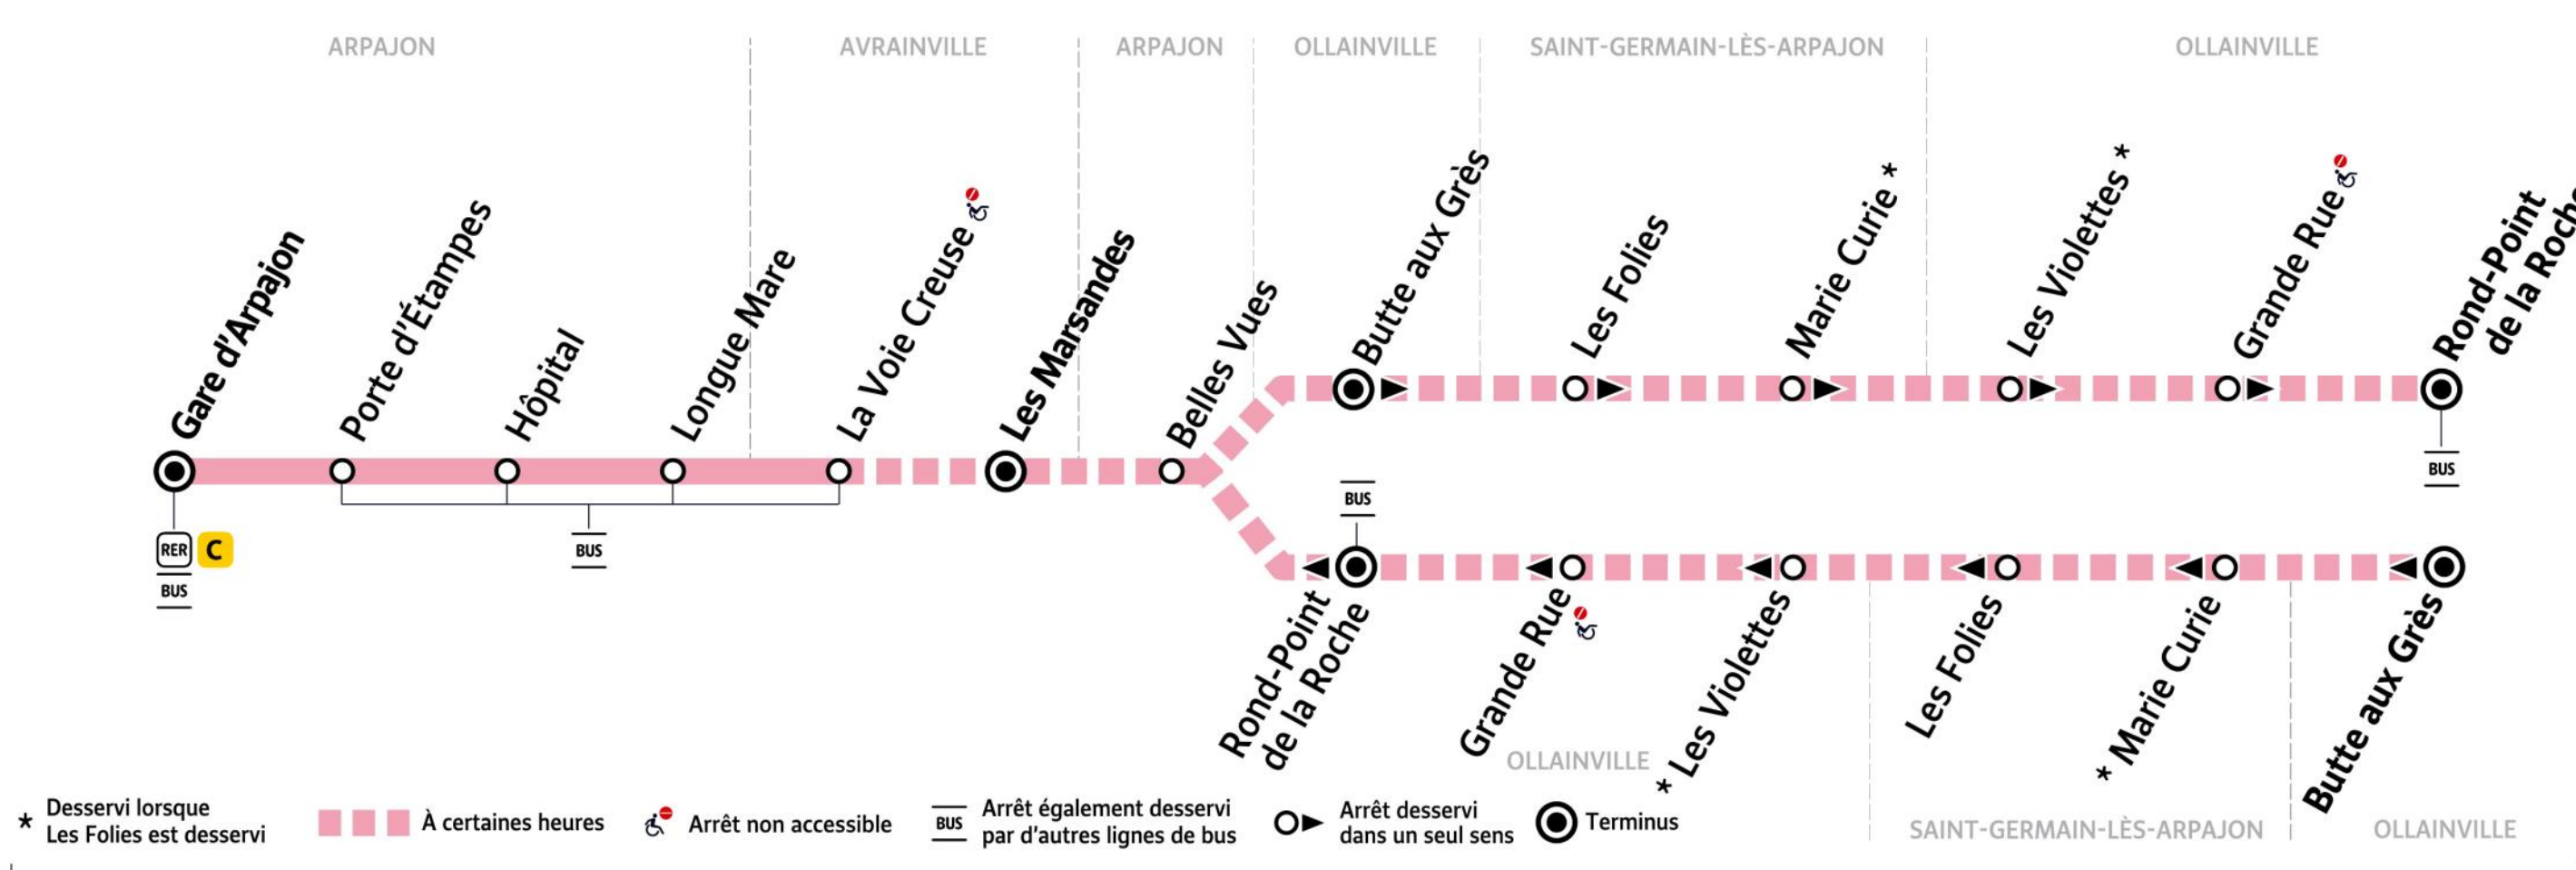 ARPAJON
AVRAINVILLE
ARPAJON
OLLAINVILLE
SAINT-GERMAIN-LÈS-ARPAJON
OLLAINVILLE
Gare d'Arpajon
Porte d'Étampes
Hôpital
Longue Mare
La Voie Creuse
Les Marsandes
Belles Vues
Butte aux Grès
Les Folies
Marie Curie *
Les Violettes *
Grande Rue
Rond-Point
de la Roche
RER C
BUS
BUS
BUS
BUS
Rond-Point
de la Roche
Grande Rue
* Les Violettes
Les Folies
* Marie Curie
Butte aux Grès
OLLAINVILLE
SAINT-GERMAIN-LÈS-ARPAJON
OLLAINVILLE
* Desservi lorsque
Les Folies est desservi
À certaines heures
Arrêt non accessible
BUS
Arrêt également desservi
par d'autres lignes de bus
Arrêt desservi
dans un seul sens
Terminus